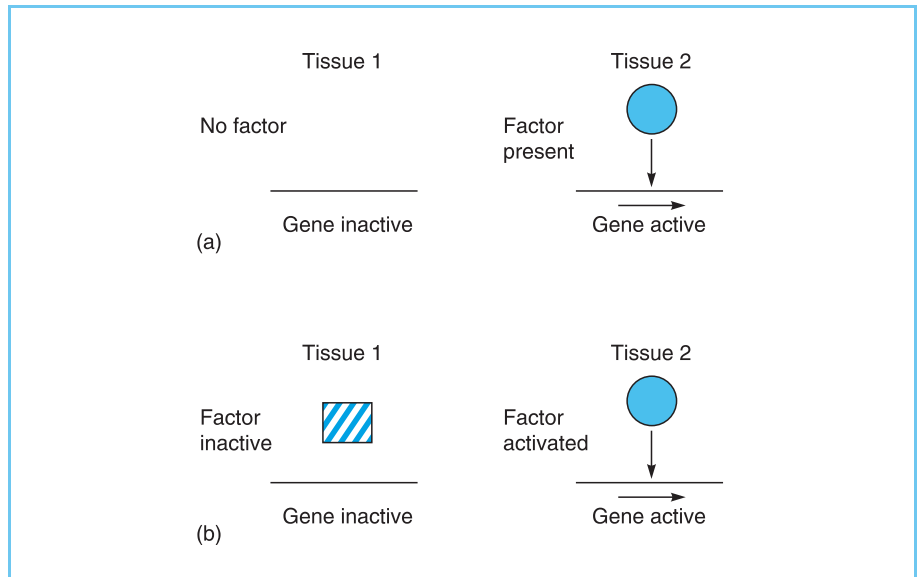 Tissue 1
Tissue 2
No factor
Factor
present
Gene inactive
Gene active
(a)
Tissue 1
Tissue 2
Factor
inactive
Factor
activated
Gene inactive
Gene active
(b)